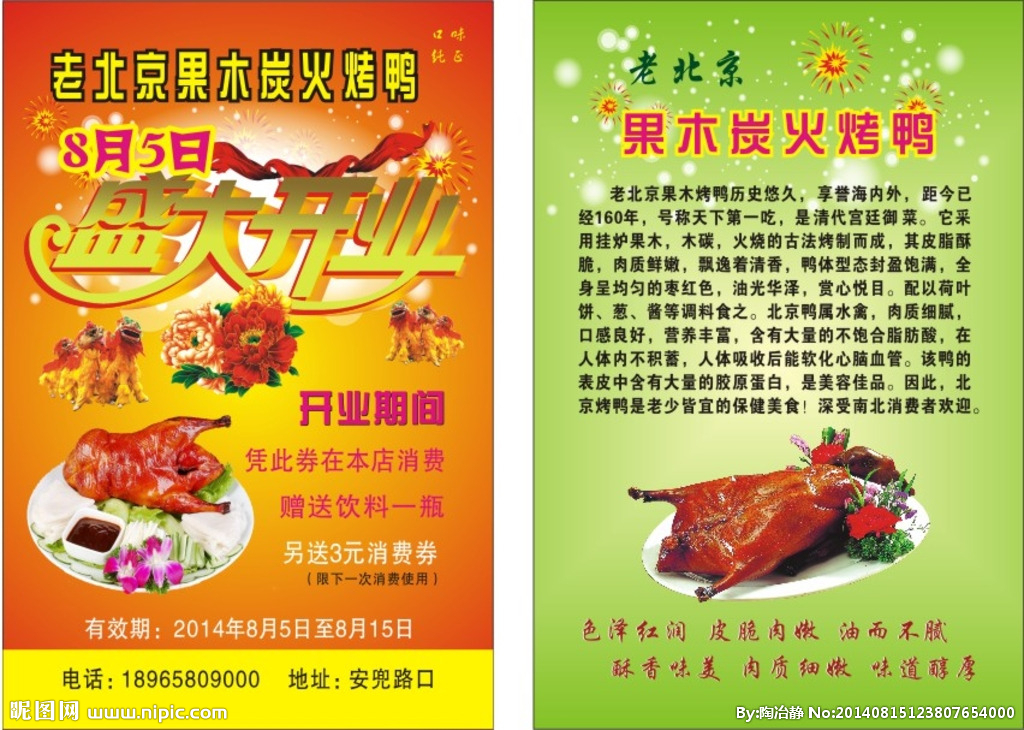 口味
纯正
老北京果木炭火烤鸭
8月5日
盛大开业
开业期间
凭此券在本店消费
赠送饮料一瓶
另送3元消费券
(限下一次消费使用)
有效期：2014年8月5日至8月15日
电话：18965809000 地址：安兜路口
昵图网 www.nipic.com
老北京
果木炭火烤鸭
老北京果木烤鸭历史悠久，享誉海内外，距今已
经160年，号称天下第一吃，是清代宫廷御菜。它采
用挂炉果木，木碳，火烧的古法烤制而成，其皮脂酥
脆，肉质鲜嫩，飘逸着清香，鸭体型态封盈饱满，全
身呈均匀的枣红色，油光华泽，赏心悦目。配以荷叶
饼、葱、酱等调料食之。北京鸭属水禽，肉质细腻，
口感良好，营养丰富，含有大量的不饱合脂肪酸，在
人体内不积蓄，人体吸收后能软化心脑血管。该鸭的
表皮中含有大量的胶原蛋白，是美容佳品。因此，北
京烤鸭是老少皆宜的保健美食！深受南北消费者欢迎。
色泽红润 皮脆肉嫩 油而不腻
酥香味美 肉质细嫩 味道醇厚
By:陶冶静 No:20140815123807654000